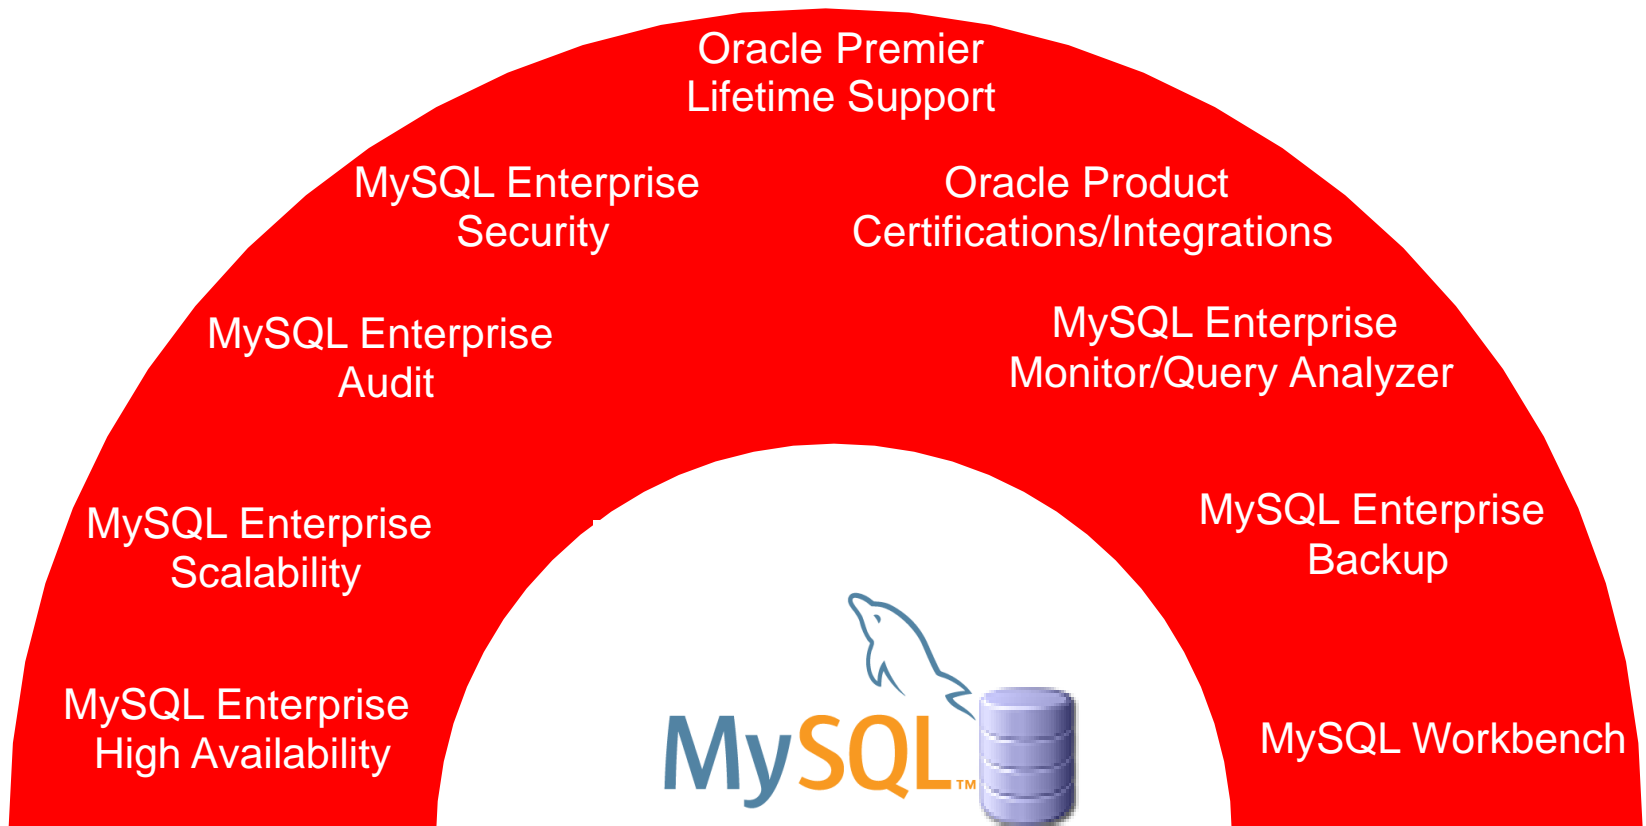 Oracle Premier
Lifetime Support
MySQL Enterprise
Security
Oracle Product
Certifications/Integrations
MySQL Enterprise
Audit
MySQL Enterprise
Monitor/Query Analyzer
MySQL Enterprise
Scalability
MySQL Enterprise
Backup
MySQL Enterprise
High Availability
MySQL Workbench
MySQL™